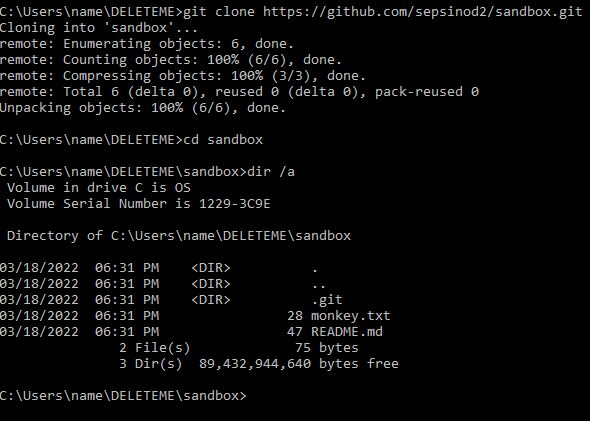 C:\Users\name\DELETEME>git clone https://github.com/sepsinod2/sandbox.git
Cloning into 'sandbox'...
remote: Enumerating objects: 6, done.
remote: Counting objects: 100% (6/6), done.
remote: Compressing objects: 100% (3/3), done.
remote: Total 6 (delta 0), reused 0 (delta 0), pack-reused 0
Unpacking objects: 100% (6/6), done.
C:\Users\name\DELETEME>cd sandbox
C:\Users\name\DELETEME\sandbox>dir /a
Volume in drive C is OS
Volume Serial Number is 1229-3C9E
Directory of C:\Users\name\DELETEME\sandbox
03/18/2022  06:31 PM    <DIR>          .
03/18/2022  06:31 PM    <DIR>          ..
03/18/2022  06:31 PM    <DIR>          .git
03/18/2022  06:31 PM                28 monkey.txt
03/18/2022  06:31 PM                47 README.md
2 File(s)             75 bytes
3 Dir(s)  89,432,944,640 bytes free
C:\Users\name\DELETEME\sandbox>